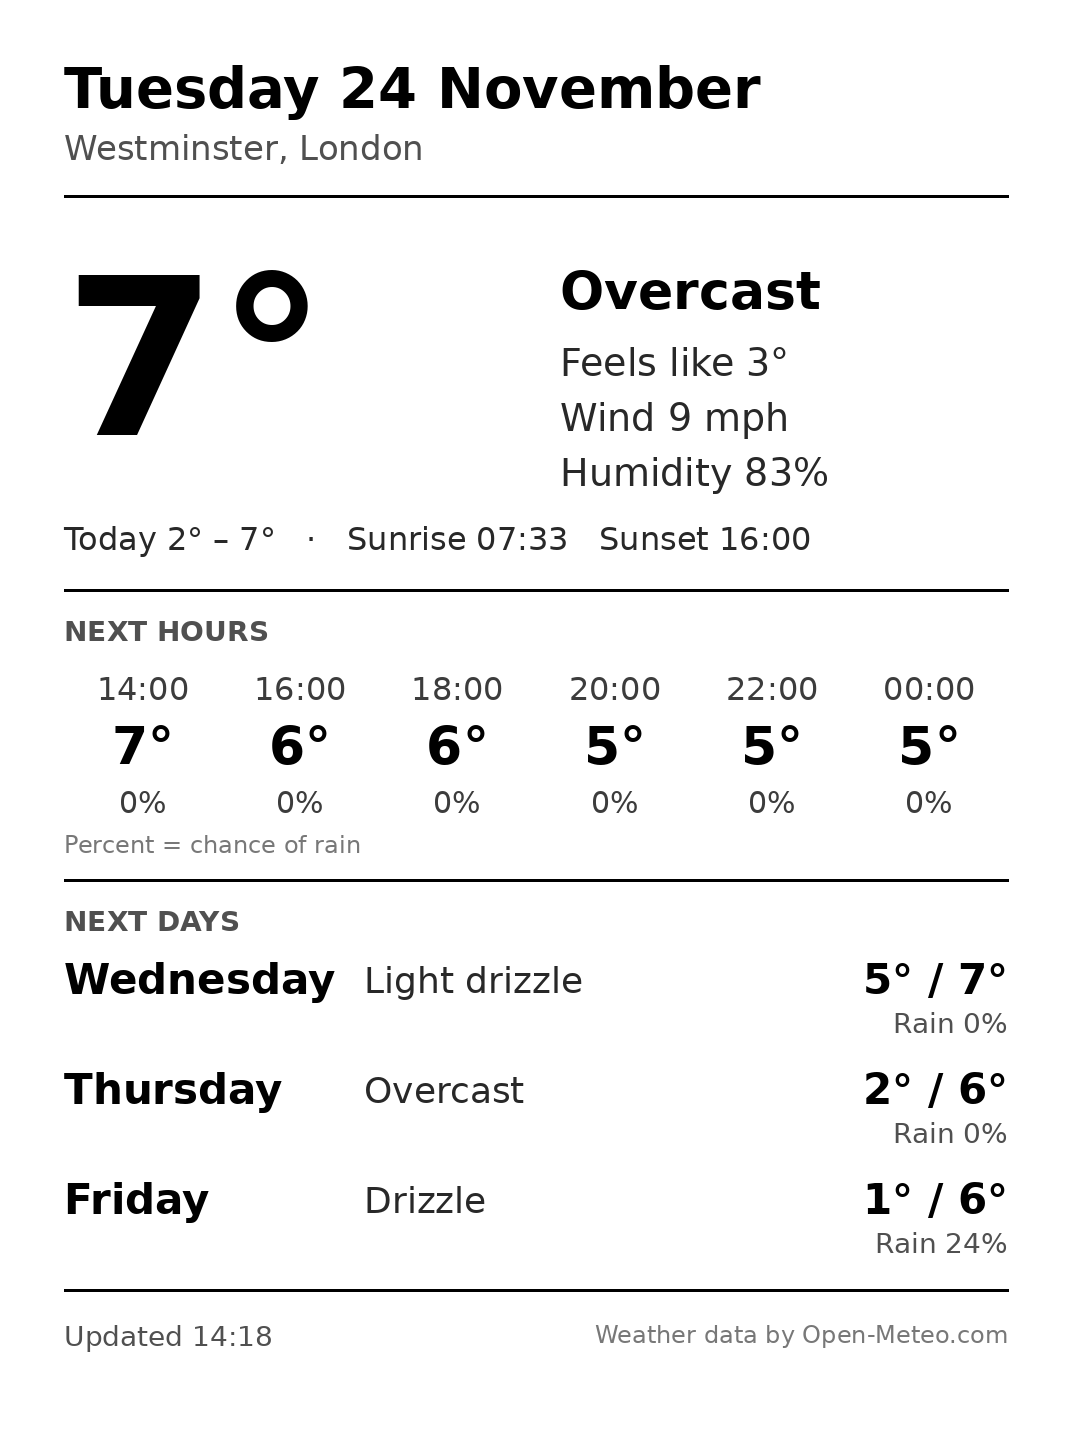 Tuesday 24 November
Westminster, London
7°
Overcast
Feels like 3°
Wind 9 mph
Humidity 83%
Today 2° – 7° · Sunrise 07:33 Sunset 16:00
NEXT HOURS
14:00 16:00 18:00 20:00 22:00 00:00
7° 6° 6° 5° 5° 5°
0% 0% 0% 0% 0% 0%
Percent = chance of rain
NEXT DAYS
Wednesday Light drizzle 5° / 7°
Rain 0%
Thursday Overcast 2° / 6°
Rain 0%
Friday Drizzle 1° / 6°
Rain 24%
Updated 14:18 Weather data by Open-Meteo.com